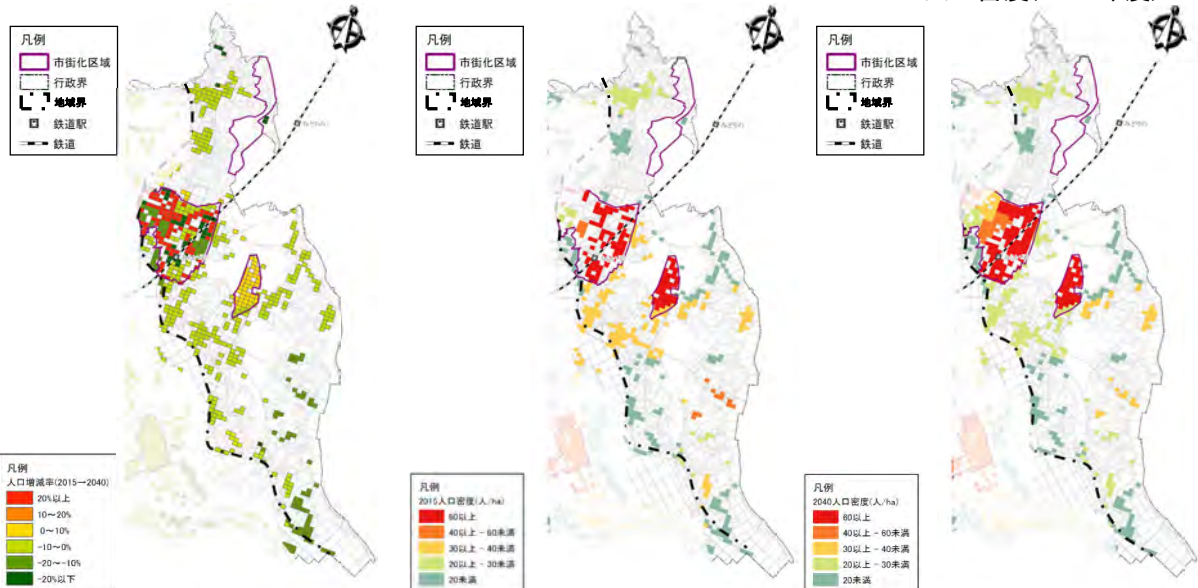 凡例
市街化区域
行政界
地域界
鉄道駅
鉄道
凡例
人口増減率(2015→2040)
20%以上
10～20%
0～10%
-10～0%
-20～-10%
-20%以下
凡例
市街化区域
行政界
地域界
鉄道駅
鉄道
凡例
2015人口密度(人/ha)
60以上
40以上 - 60未満
30以上 - 40未満
20以上 - 30未満
20未満
凡例
市街化区域
行政界
地域界
鉄道駅
鉄道
凡例
2040人口密度(人/ha)
60以上
40以上 - 60未満
30以上 - 40未満
20以上 - 30未満
20未満